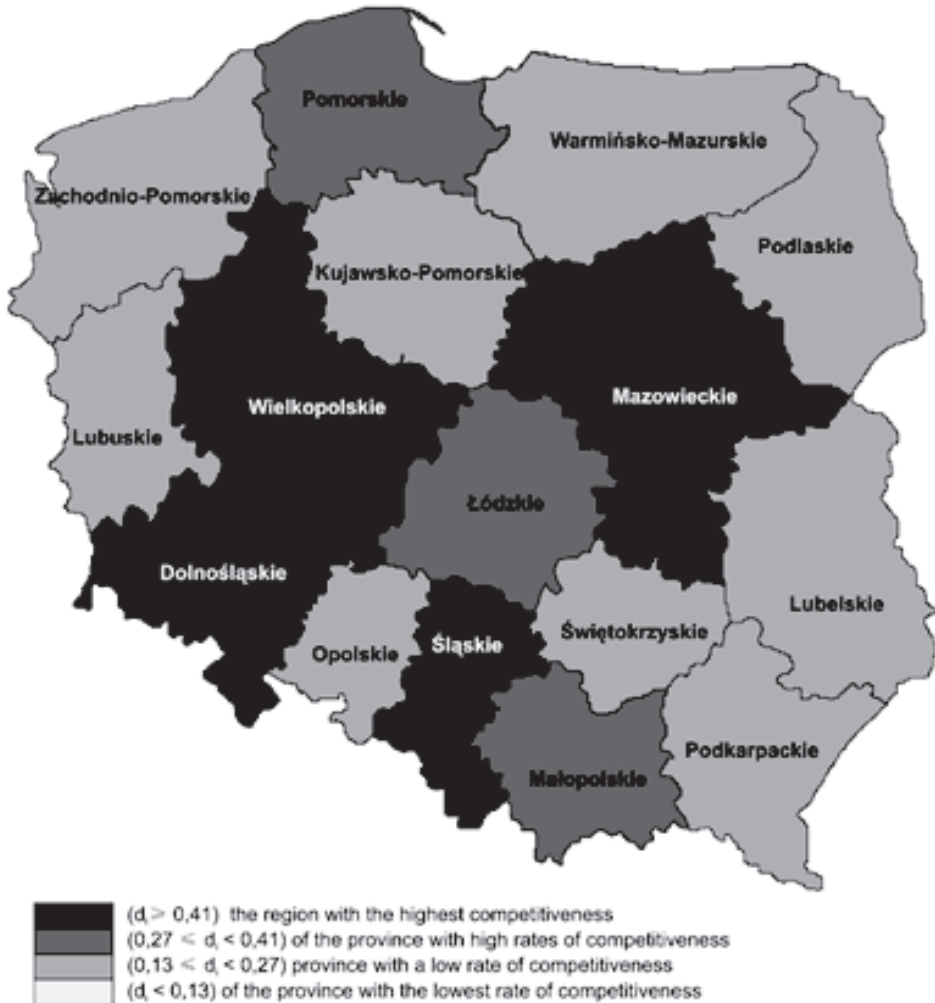 Pomorskie
Warmińsko-Mazurskie
Zachodnio-Pomorskie
Podlaskie
Kujawsko-Pomorskie
Mazowieckie
Wielkopolskie
Lubuskie
Łódzkie
Dolnośląskie
Lubelskie
Świętokrzyskie
Śląskie
Opolskie
Podkarpackie
Małopolskie
(dᵢ > 0,41) the region with the highest competitiveness
(0,27 < dᵢ < 0,41) of the province with high rates of competitiveness
(0,13 < dᵢ < 0,27) province with a low rate of competitiveness
(dᵢ < 0,13) of the province with the lowest rate of competitiveness